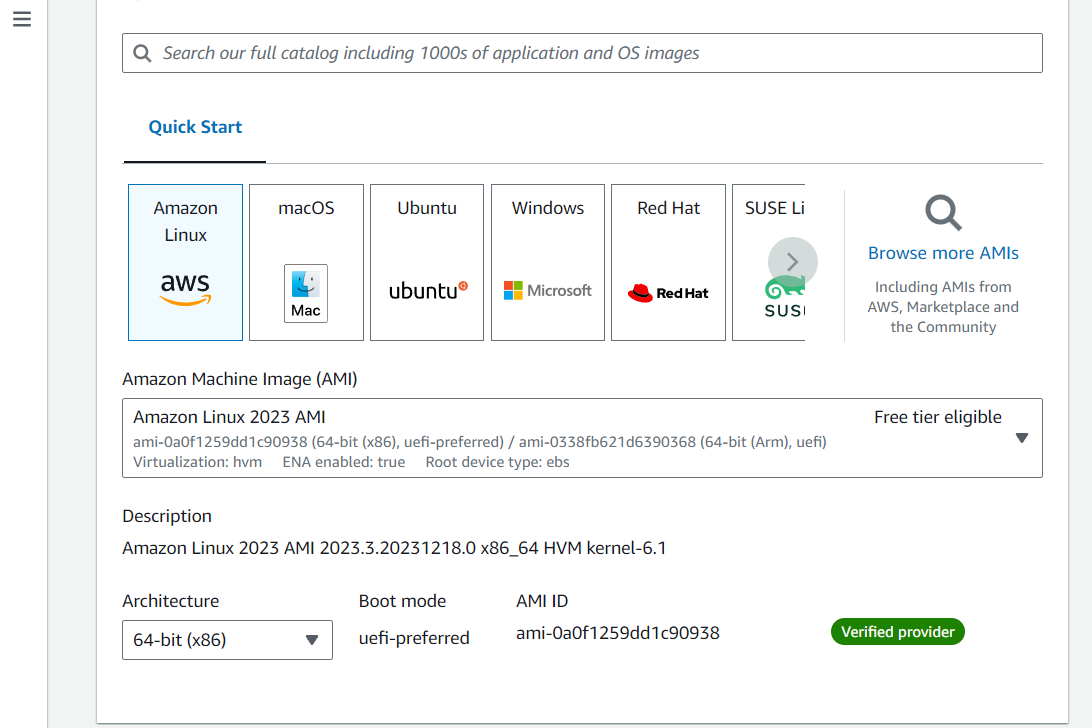 Search our full catalog including 1000s of application and OS images
Quick Start
Amazon
Linux
aws
macOS
Mac
Ubuntu
ubuntu
Windows
Microsoft
Red Hat
Red Hat
SUSE Li
SUS
Browse more AMIs
Including AMIs from
AWS, Marketplace and
the Community
Amazon Machine Image (AMI)
Amazon Linux 2023 AMI
Free tier eligible
ami-0a0f1259dd1c90938 (64-bit (x86), uefi-preferred) / ami-0338fb621d6390368 (64-bit (Arm), uefi)
Virtualization: hvm ENA enabled: true Root device type: ebs
Description
Amazon Linux 2023 AMI 2023.3.20231218.0 x86_64 HVM kernel-6.1
Architecture
64-bit (x86)
Boot mode
uefi-preferred
AMI ID
ami-0a0f1259dd1c90938
Verified provider